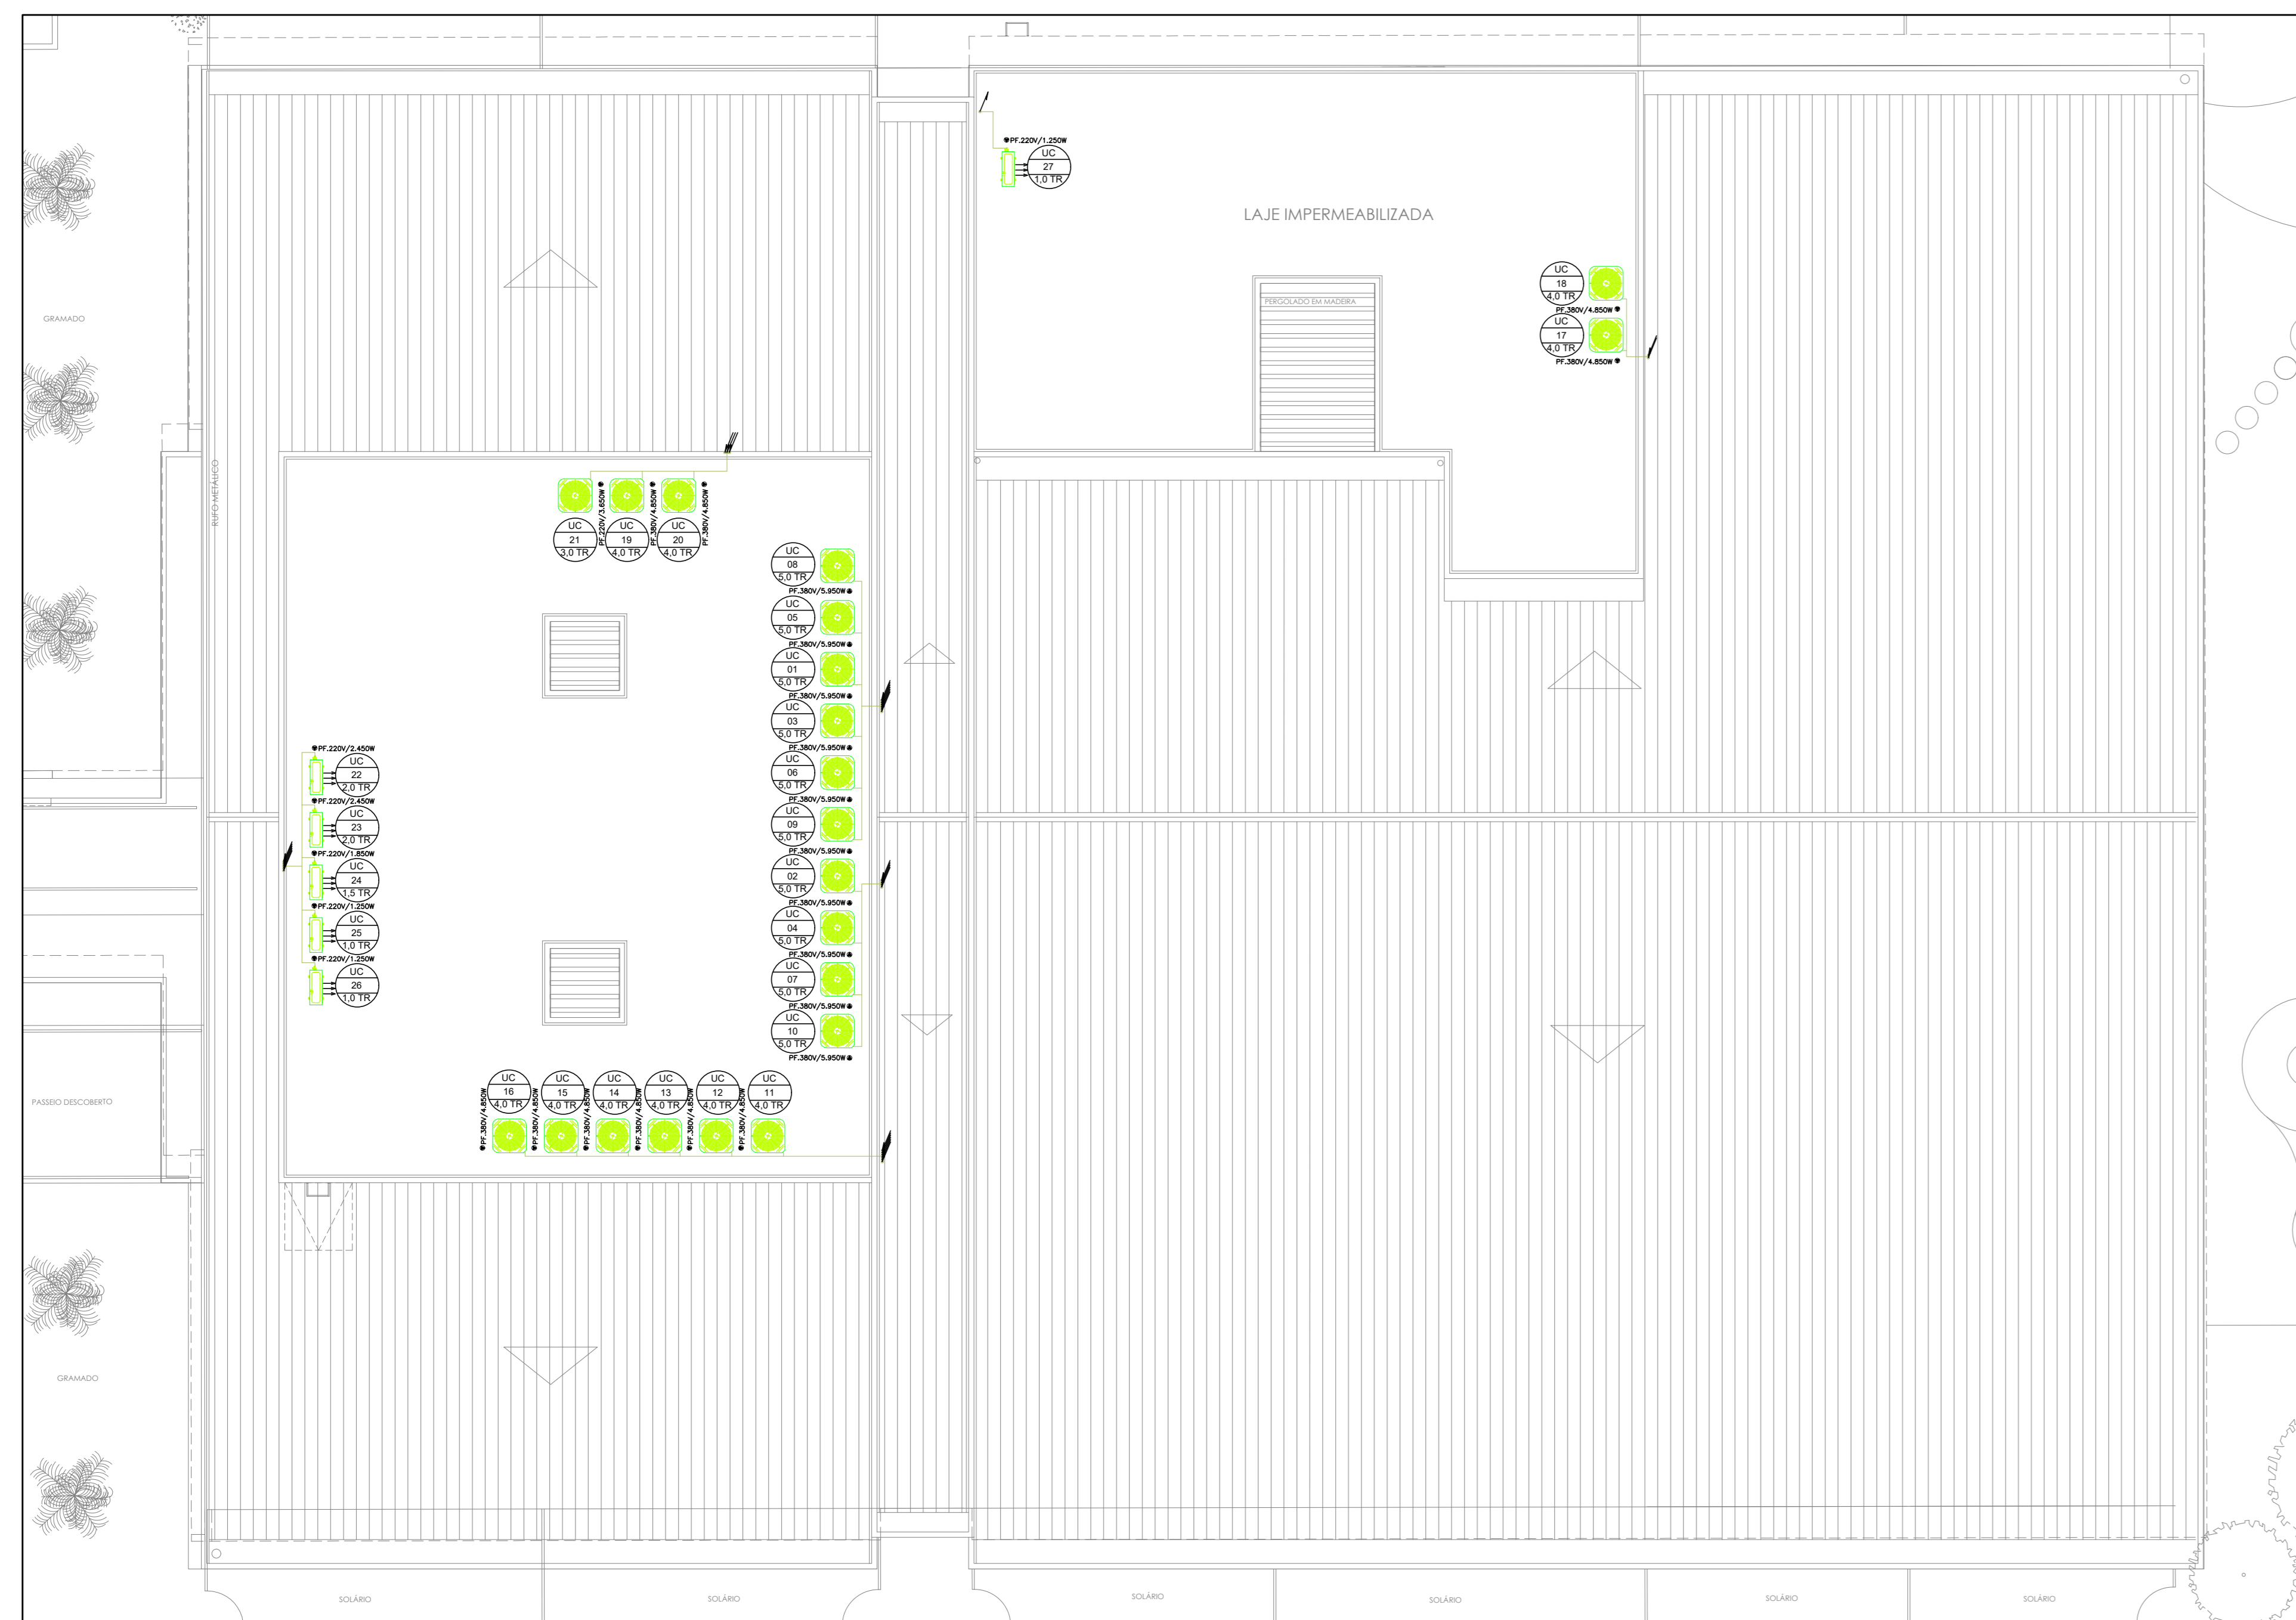 PF.220V/1.250W
UC
27
1,0 TR
LAJE IMPERMEABILIZADA
UC
18
4,0 TR
PF.380V/4.850W
PERGOLADO EM MADEIRA
UC
17
4,0 TR
PF.380V/4.850W
GRAMADO
RUFO METÁLICO
PF.220V/3.650W
PF.380V/4.850W
PF.380V/4.850W
UC
21
3,0 TR
UC
19
4,0 TR
UC
20
4,0 TR
UC
08
5,0 TR
PF.380V/5.950W
UC
05
5,0 TR
PF.380V/5.950W
UC
01
5,0 TR
PF.380V/5.950W
UC
03
5,0 TR
PF.380V/5.950W
UC
06
5,0 TR
PF.380V/5.950W
UC
09
5,0 TR
PF.380V/5.950W
UC
02
5,0 TR
PF.380V/5.950W
UC
04
5,0 TR
PF.380V/5.950W
UC
07
5,0 TR
PF.380V/5.950W
UC
10
5,0 TR
PF.380V/5.950W
PF.220V/2.450W
UC
22
2,0 TR
PF.220V/2.450W
UC
23
2,0 TR
PF.220V/1.850W
UC
24
1,5 TR
PF.220V/1.250W
UC
25
1,0 TR
PF.220V/1.250W
UC
26
1,0 TR
UC
16
4,0 TR
UC
15
4,0 TR
UC
14
4,0 TR
UC
13
4,0 TR
UC
12
4,0 TR
UC
11
4,0 TR
PF.380V/4.850W
PF.380V/4.850W
PF.380V/4.850W
PF.380V/4.850W
PF.380V/4.850W
PF.380V/4.850W
PASSEIO DESCOBERTO
GRAMADO
SOLÁRIO
SOLÁRIO
SOLÁRIO
SOLÁRIO
SOLÁRIO
SOLÁRIO